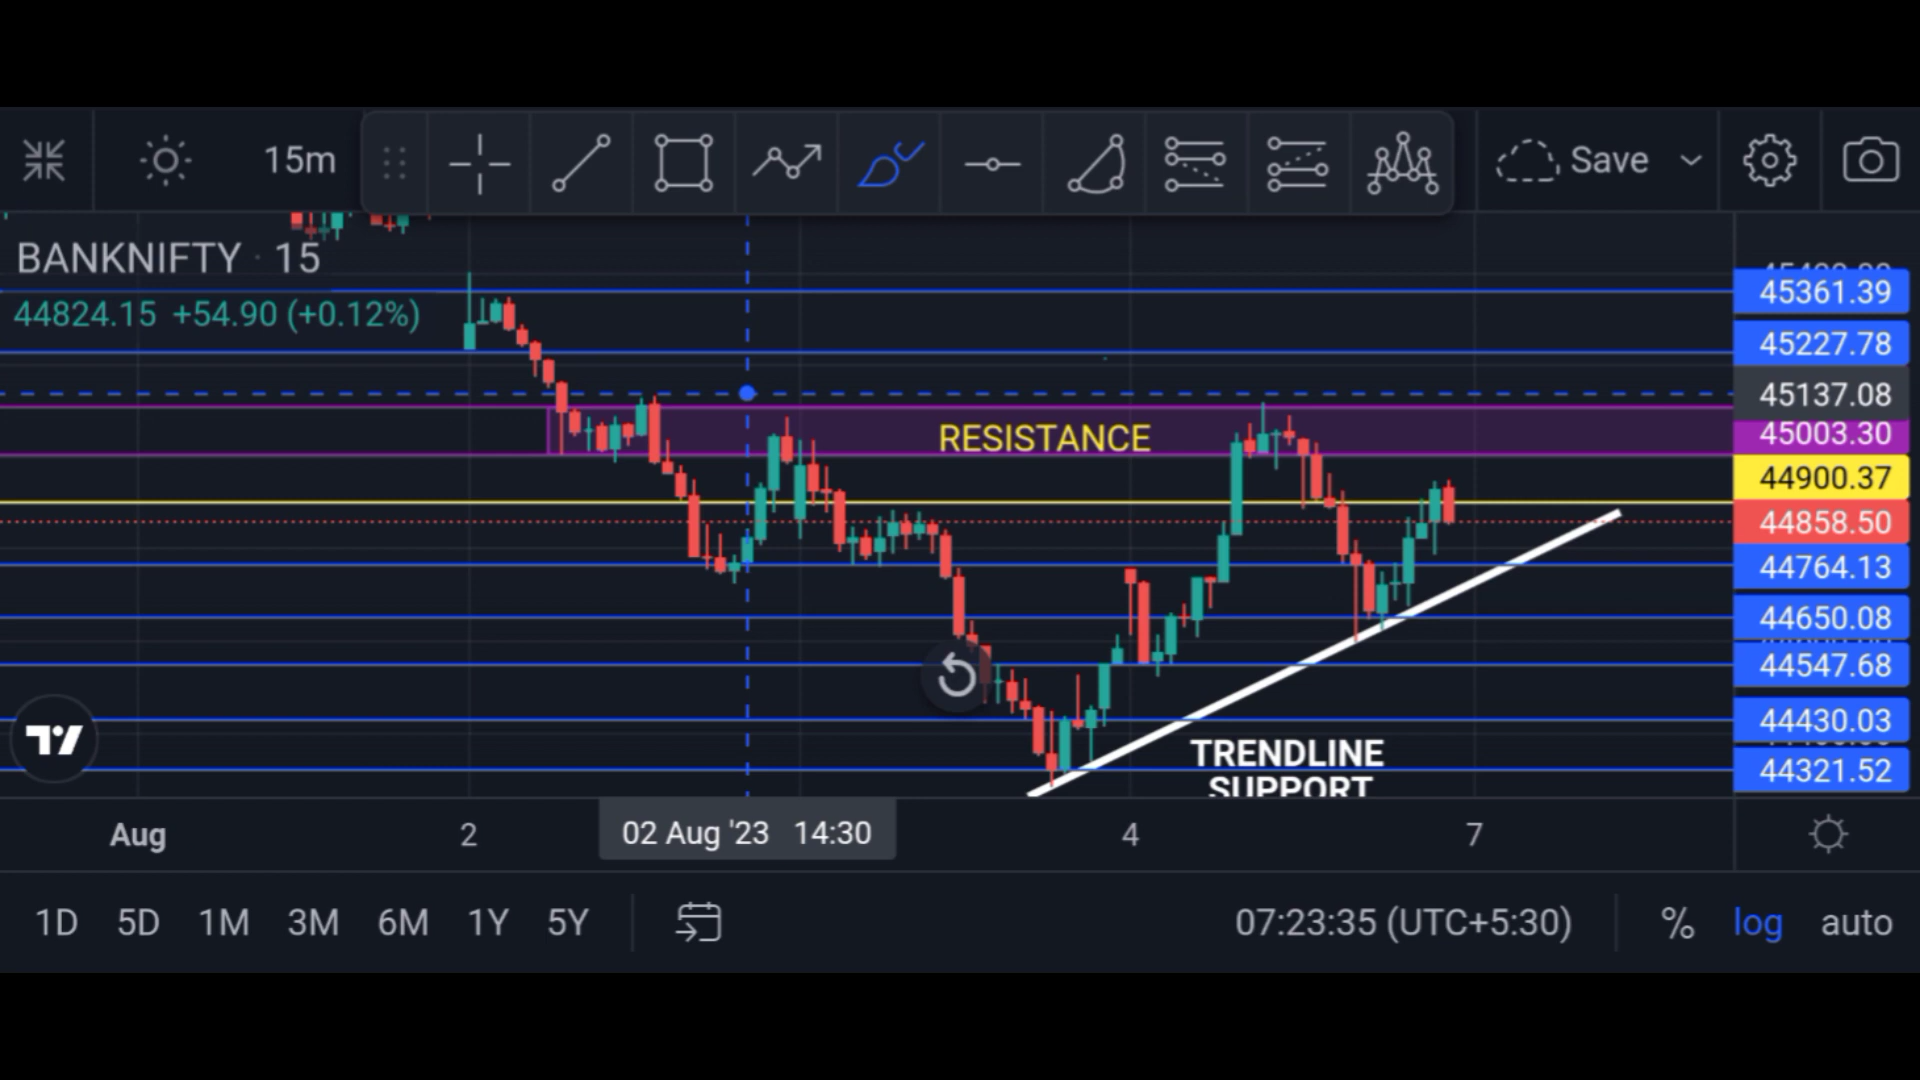 15m
Save
BANKNIFTY · 15
44824.15 +54.90 (+0.12%)
45361.39
45227.78
45137.08
RESISTANCE
45003.30
44900.37
44858.50
44764.13
44650.08
44547.68
44430.03
TRENDLINE
SUPPORT
44321.52
Aug
2
02 Aug '23 14:30
4
7
1D 5D 1M 3M 6M 1Y 5Y
07:23:35 (UTC+5:30)
% log auto